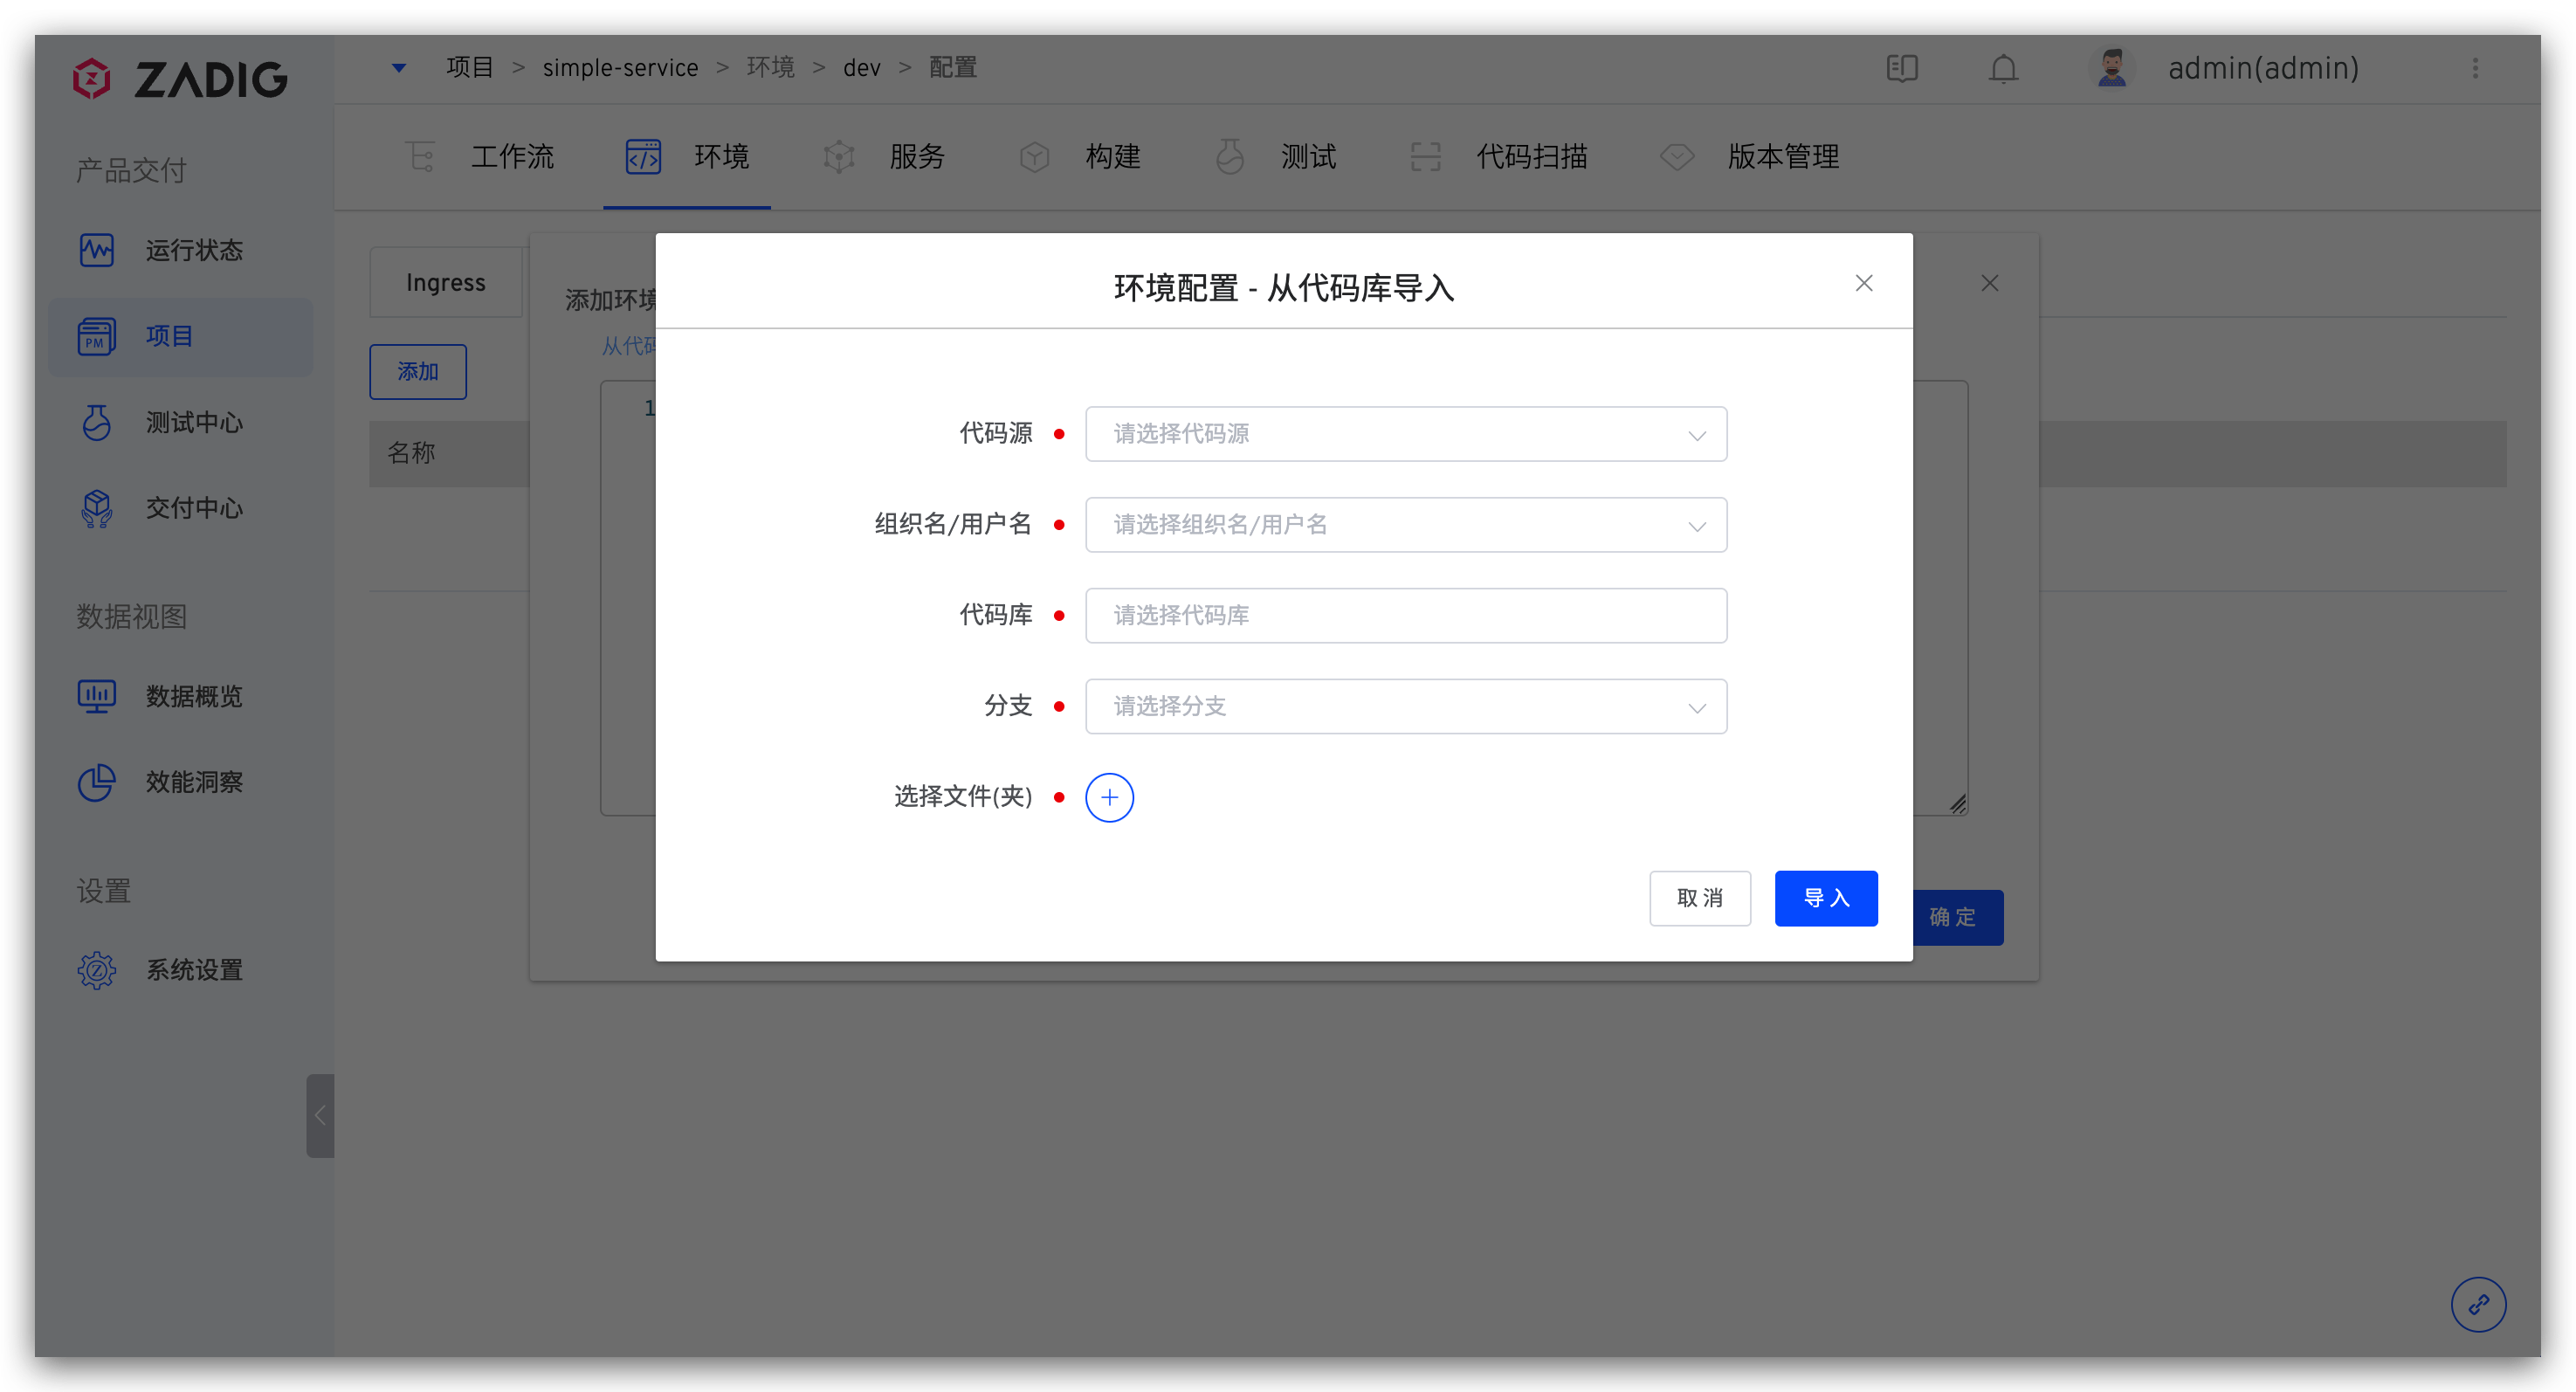 ZADIG
项目 > simple-service > 环境 > dev > 配置
admin(admin)
工作流
环境
服务
构建
测试
代码扫描
版本管理
产品交付
运行状态
PM
项目
测试中心
交付中心
数据视图
数据概览
效能洞察
设置
系统设置
Ingress
添加
名称
添加环境
从代码
1
确定
环境配置 - 从代码库导入
代码源
请选择代码源
组织名/用户名
请选择组织名/用户名
代码库
请选择代码库
分支
请选择分支
选择文件(夹)
取消
导入